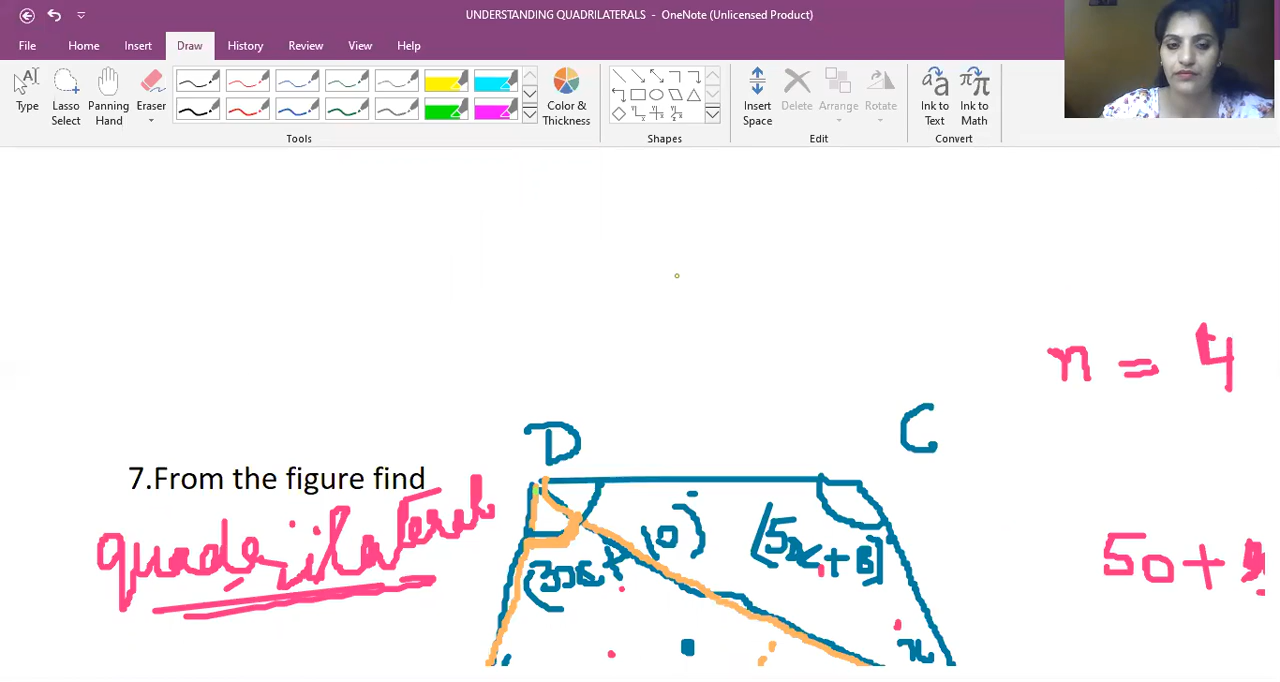 UNDERSTANDING QUADRILATERALS - OneNote (Unlicensed Product)
File Home Insert Draw History Review View Help
Type Lasso Select Panning Hand Eraser Color & Thickness Insert Space Delete Arrange Rotate Ink to Text Ink to Math
Tools Shapes Edit Convert
n = 4
D C
7.From the figure find
quadrilateral
(5x+
50+
x